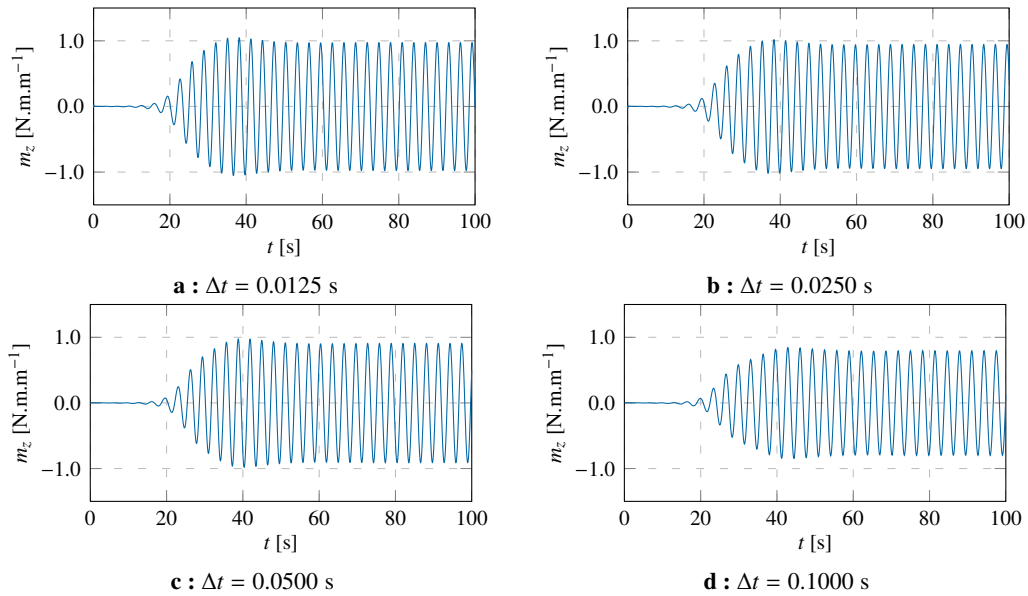 1.0
0.0
−1.0
m_z [N.m.m⁻¹]
0 20 40 60 80 100
t [s]
a : Δt = 0.0125 s
1.0
0.0
−1.0
m_z [N.m.m⁻¹]
0 20 40 60 80 100
t [s]
b : Δt = 0.0250 s
1.0
0.0
−1.0
m_z [N.m.m⁻¹]
0 20 40 60 80 100
t [s]
c : Δt = 0.0500 s
1.0
0.0
−1.0
m_z [N.m.m⁻¹]
0 20 40 60 80 100
t [s]
d : Δt = 0.1000 s